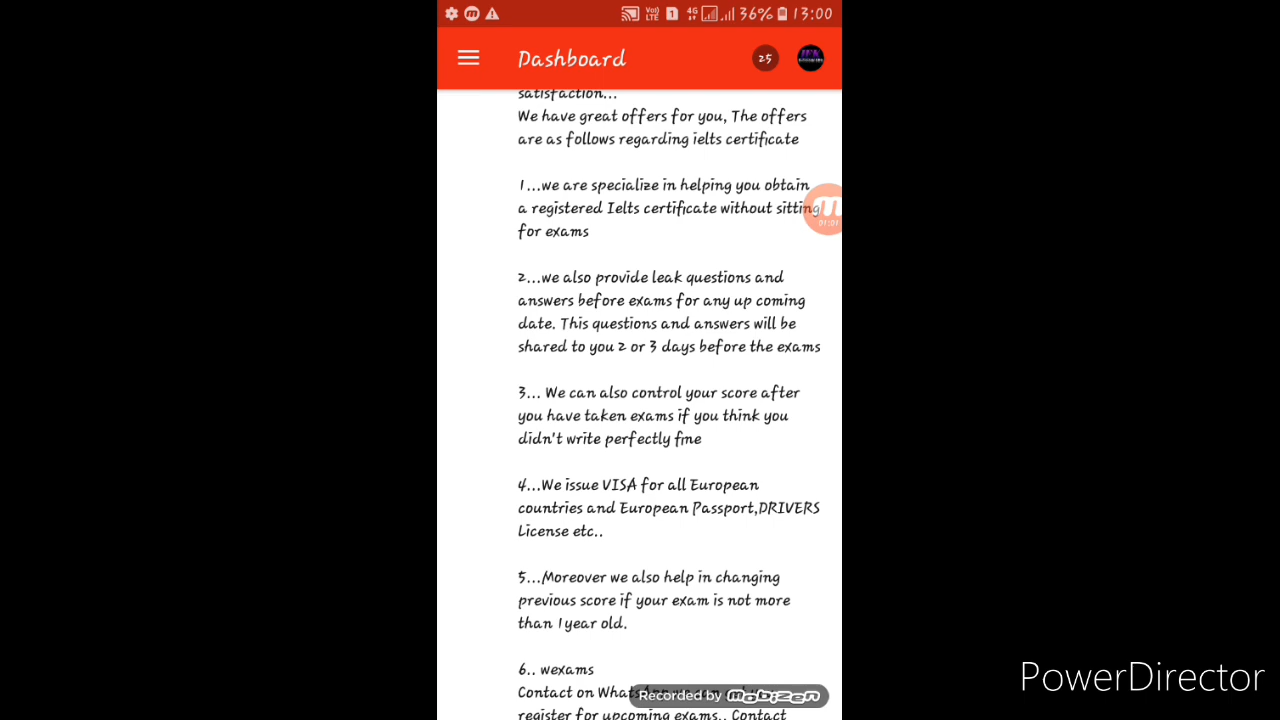 Vo) 1 4G 36% 13:00
LTE
Dashboard 25
satisfaction...
We have great offers for you, The offers
are as follows regarding ielts certificate
1...we are specialize in helping you obtain
a registered Ielts certificate without sitting
for exams
01:01
2...we also provide leak questions and
answers before exams for any up coming
date. This questions and answers will be
shared to you 2 or 3 days before the exams
3... We can also control your score after
you have taken exams if you think you
didn't write perfectly fine
4...We issue VISA for all European
countries and European Passport,DRIVERS
License etc..
5...Moreover we also help in changing
previous score if your exam is not more
than 1year old.
6.. wexams
Contact on
Recorded by mobizen
register for upcoming exams.. Contact
PowerDirector